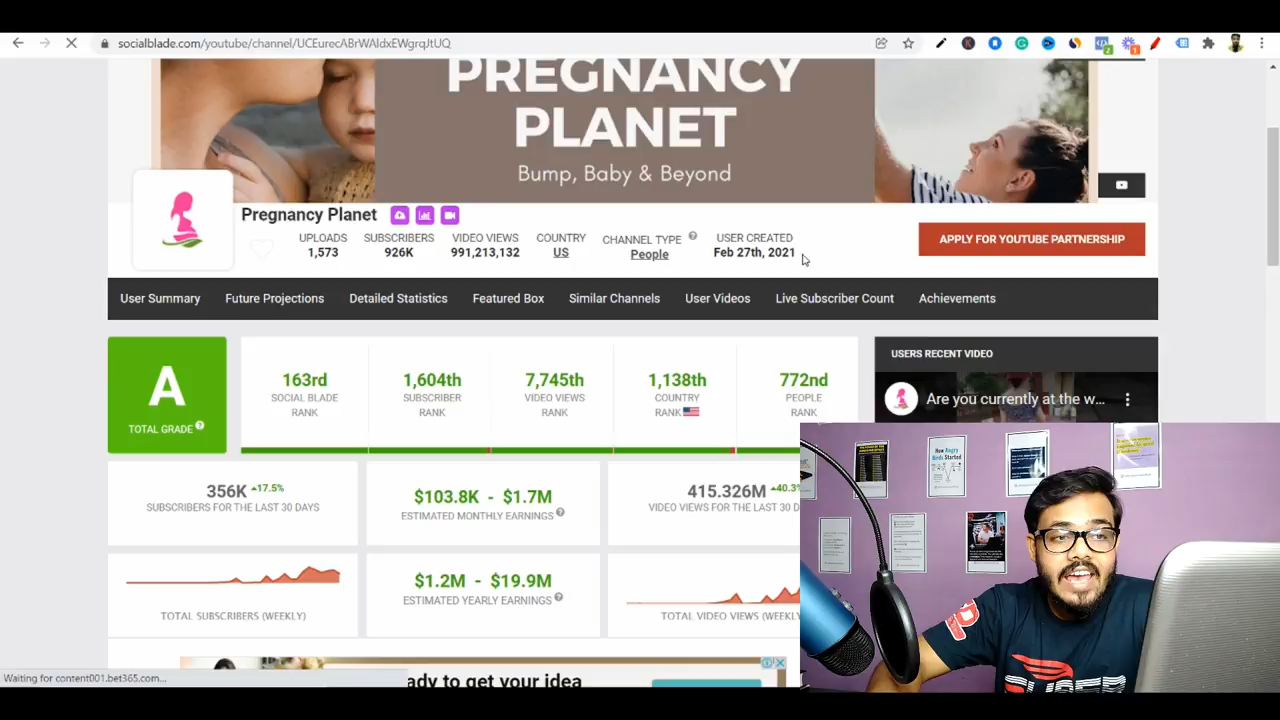 socialblade.com/youtube/channel/UCEurecABrWAldxEWgrqJtUQ
PREGNANCY
PLANET
Bump, Baby & Beyond
Pregnancy Planet
UPLOADS
1,573
SUBSCRIBERS
926K
VIDEO VIEWS
991,213,132
COUNTRY
US
CHANNEL TYPE
People
USER CREATED
Feb 27th, 2021
APPLY FOR YOUTUBE PARTNERSHIP
User Summary
Future Projections
Detailed Statistics
Featured Box
Similar Channels
User Videos
Live Subscriber Count
Achievements
A
TOTAL GRADE
163rd
SOCIAL BLADE
RANK
1,604th
SUBSCRIBER
RANK
7,745th
VIDEO VIEWS
RANK
1,138th
COUNTRY
RANK
772nd
PEOPLE
RANK
USERS RECENT VIDEO
Are you currently at the w...
356K 17.5%
SUBSCRIBERS FOR THE LAST 30 DAYS
$103.8K - $1.7M
ESTIMATED MONTHLY EARNINGS
415.326M 40.3
VIDEO VIEWS FOR THE LAST 30 DAYS
TOTAL SUBSCRIBERS (WEEKLY)
$1.2M - $19.9M
ESTIMATED YEARLY EARNINGS
TOTAL VIDEO VIEWS (WEEKL
ady to get your idea
Waiting for content001.bet365.com...
How
Angry
Birds Started